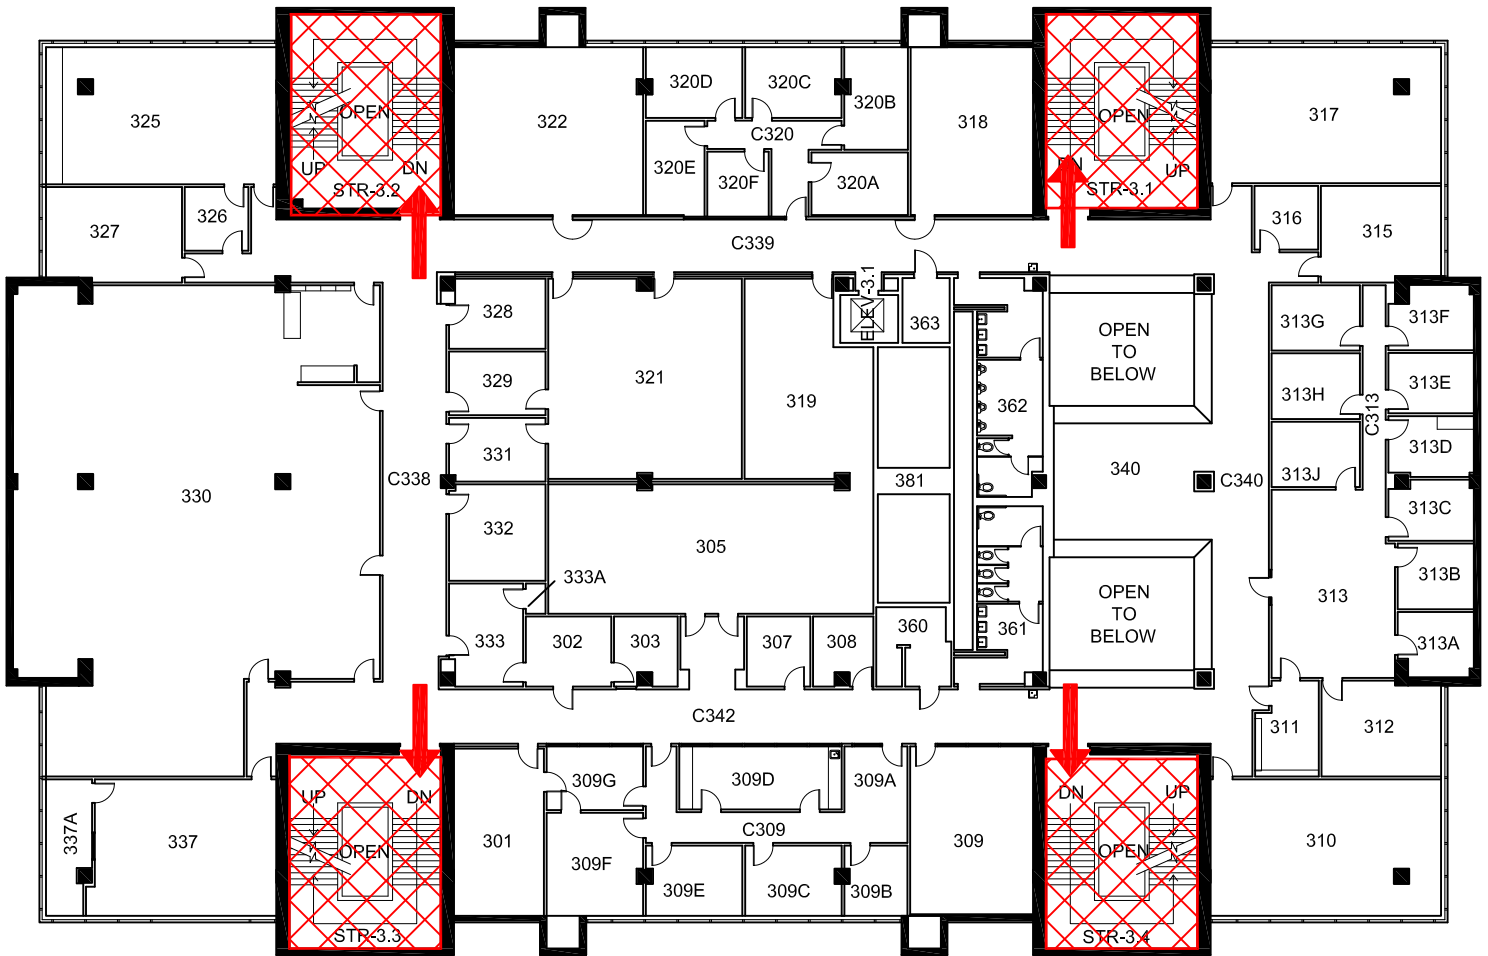 325
OPEN
UP
DN
STR-3.2
322
320D
320C
320B
C320
320E
320F
320A
318
OPEN
DN
UP
STR-3.1
317
327
326
C339
316
315
328
329
331
332
321
319
ELEV-3.1
363
OPEN
TO
BELOW
313G
313F
313H
313E
C313
313D
313J
313C
362
340
C340
330
C338
381
305
333A
333
302
303
307
308
360
361
OPEN
TO
BELOW
313
313B
313A
C342
311
312
UP
DN
OPEN
STR-3.3
337A
337
301
309G
309D
309A
C309
309F
309E
309C
309B
309
DN
UP
OPEN
STR-3.4
310